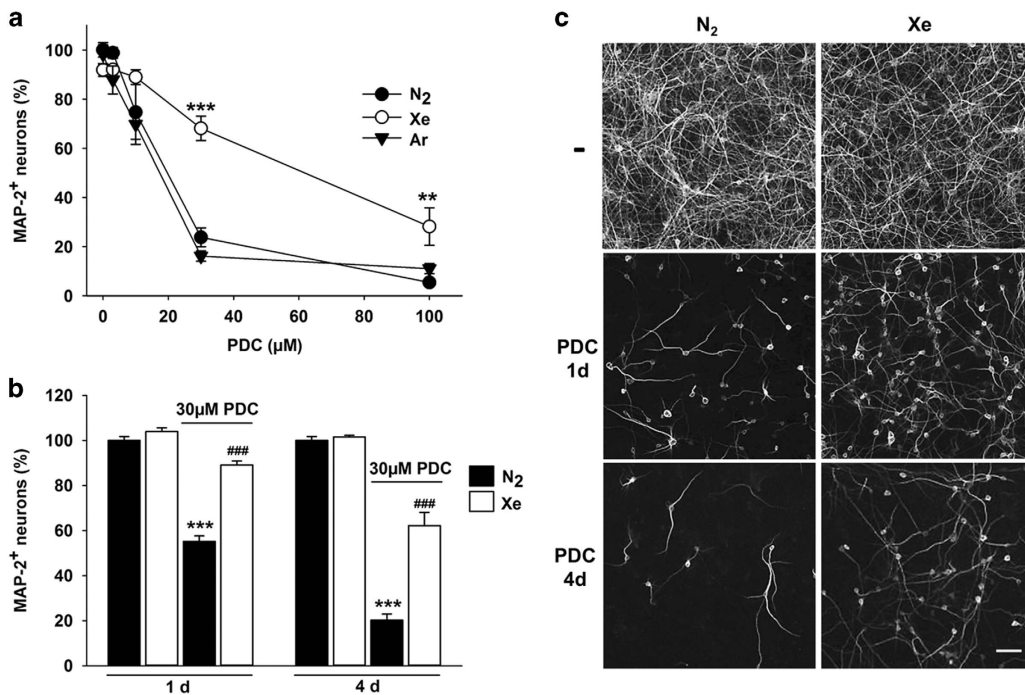 a
100
80
60
40
20
0
MAP-2⁺ neurons (%)
***
**
N₂
Xe
Ar
0 20 40 60 80 100
PDC (µM)
b
120
100
80
60
40
20
0
MAP-2⁺ neurons (%)
30µM PDC
###
***
30µM PDC
###
***
N₂
Xe
1 d 4 d
c
N₂ Xe
-
PDC
1d
PDC
4d